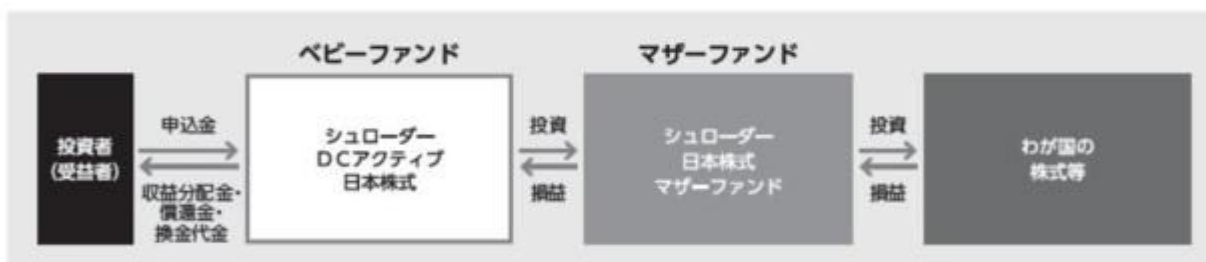 ベビーファンド
マザーファンド
投資者
(受益者)
申込金
収益分配金・
償還金・
換金代金
シュローダー
DCアクティブ
日本株式
投資
損益
シュローダー
日本株式
マザーファンド
投資
損益
わが国の
株式等